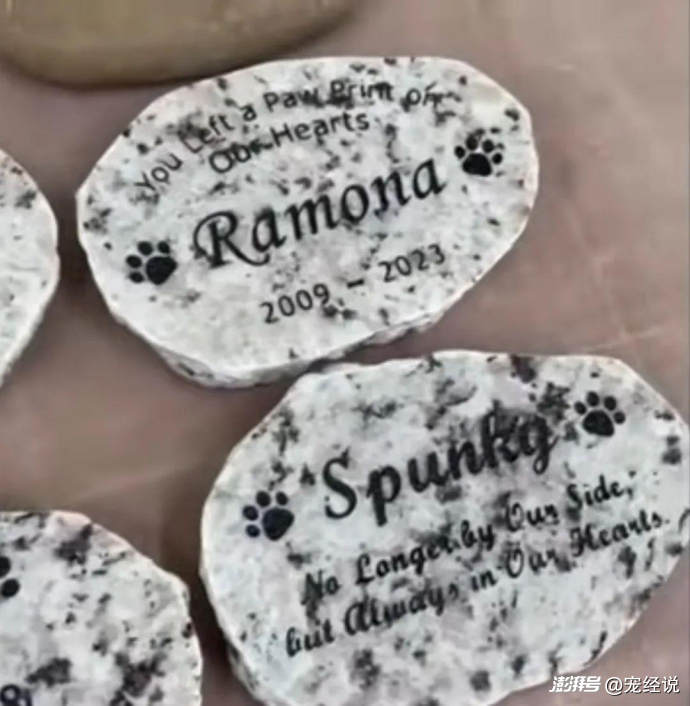 You Left a Paw Print on
Our Hearts
Ramona
2009 - 2023
Spunky
No Longer by Our Side,
but Always in Our Hearts.
澎湃号 @宠经说